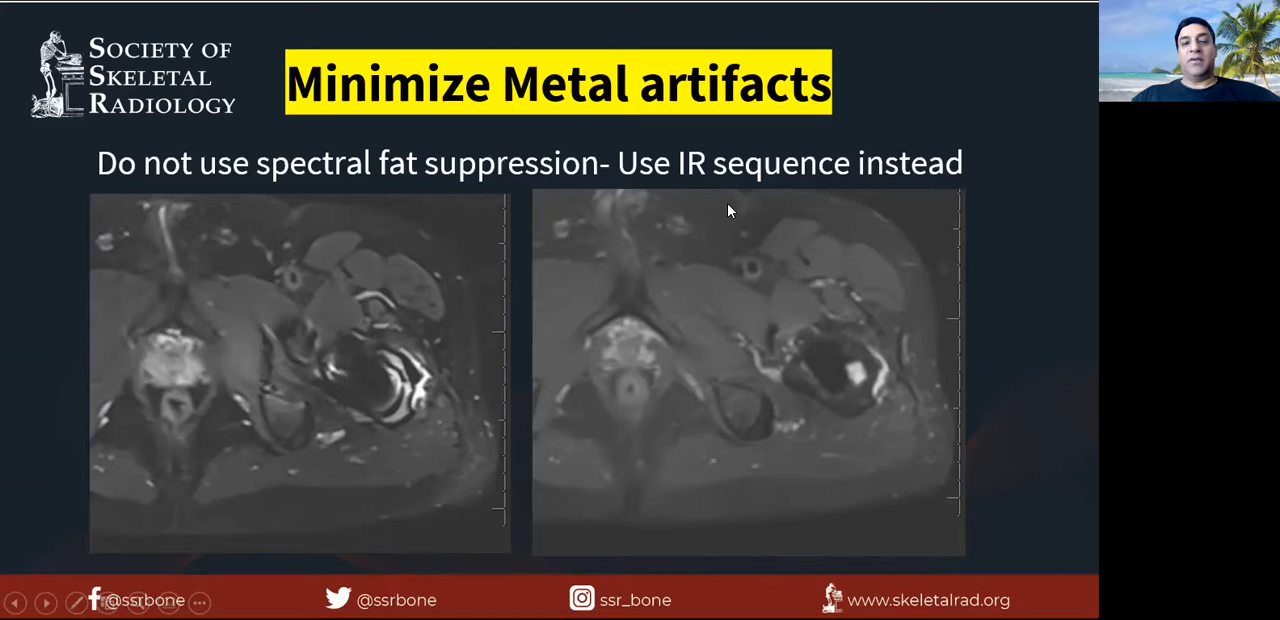 SOCIETY OF
SKELETAL
RADIOLOGY
Minimize Metal artifacts
Do not use spectral fat suppression- Use IR sequence instead
@ssrbone
@ssrbone
ssr_bone
www.skeletalrad.org